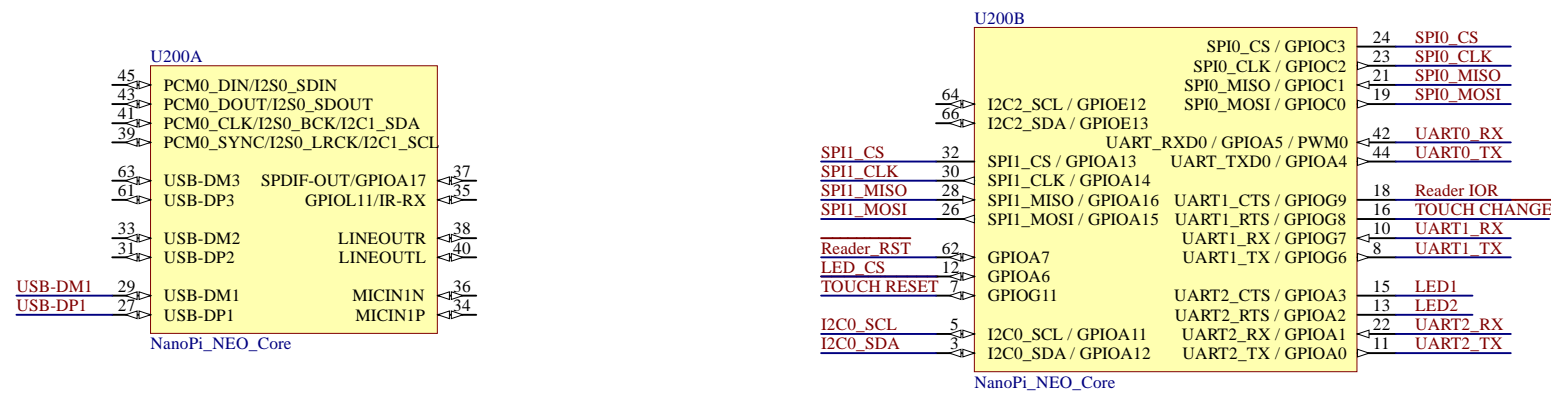 U200A
45 PCM0_DIN/I2S0_SDIN
43 PCM0_DOUT/I2S0_SDOUT
41 PCM0_CLK/I2S0_BCK/I2C1_SDA
39 PCM0_SYNC/I2S0_LRCK/I2C1_SCL
63 USB-DM3 SPDIF-OUT/GPIOA17 37
61 USB-DP3 GPIOL11/IR-RX 35
33 USB-DM2 LINEOUTR 38
31 USB-DP2 LINEOUTL 40
USB-DM1 29 USB-DM1 MICIN1N 36
USB-DP1 27 USB-DP1 MICIN1P 34
NanoPi_NEO_Core
U200B
SPI0_CS / GPIOC3 24 SPI0_CS
SPI0_CLK / GPIOC2 23 SPI0_CLK
SPI0_MISO / GPIOC1 21 SPI0_MISO
64 I2C2_SCL / GPIOE12 SPI0_MOSI / GPIOC0 19 SPI0_MOSI
66 I2C2_SDA / GPIOE13
UART_RXD0 / GPIOA5 / PWM0 42 UART0_RX
SPI1_CS 32 SPI1_CS / GPIOA13 UART_TXD0 / GPIOA4 44 UART0_TX
SPI1_CLK 30 SPI1_CLK / GPIOA14
SPI1_MISO 28 SPI1_MISO / GPIOA16 UART1_CTS / GPIOG9 18 Reader IOR
SPI1_MOSI 26 SPI1_MOSI / GPIOA15 UART1_RTS / GPIOG8 16 TOUCH CHANGE
UART1_RX / GPIOG7 10 UART1_RX
Reader_RST 62 GPIOA7 UART1_TX / GPIOG6 8 UART1_TX
LED_CS 12 GPIOA6
TOUCH RESET 7 GPIOG11 UART2_CTS / GPIOA3 15 LED1
UART2_RTS / GPIOA2 13 LED2
I2C0_SCL 5 I2C0_SCL / GPIOA11 UART2_RX / GPIOA1 22 UART2_RX
I2C0_SDA 3 I2C0_SDA / GPIOA12 UART2_TX / GPIOA0 11 UART2_TX
NanoPi_NEO_Core